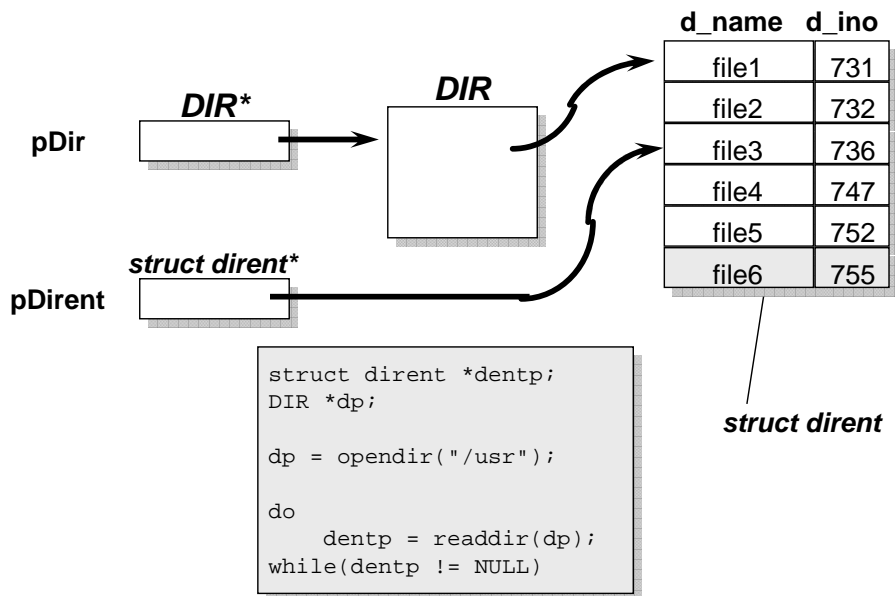 d_name d_ino
DIR*
DIR
pDir
file1 731
file2 732
file3 736
file4 747
file5 752
file6 755
struct dirent*
pDirent
struct dirent
struct dirent *dentp;
DIR *dp;
dp = opendir("/usr");
do
    dentp = readdir(dp);
while(dentp != NULL)